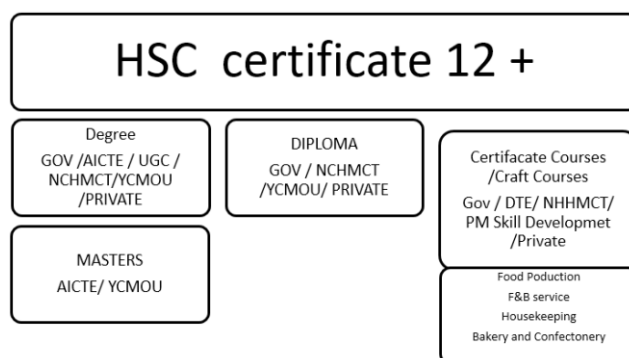 HSC certificate 12 +
Degree
GOV /AICTE / UGC /
NCHMCT/YCMOU
/PRIVATE
DIPLOMA
GOV / NCHMCT
/YCMOU/ PRIVATE
Certifacate Courses
/Craft Courses
Gov / DTE/ NHHMCT/
PM Skill Developmet
/Private
MASTERS
AICTE/ YCMOU
Food Poduction
F&B service
Housekeeping
Bakery and Confectonery